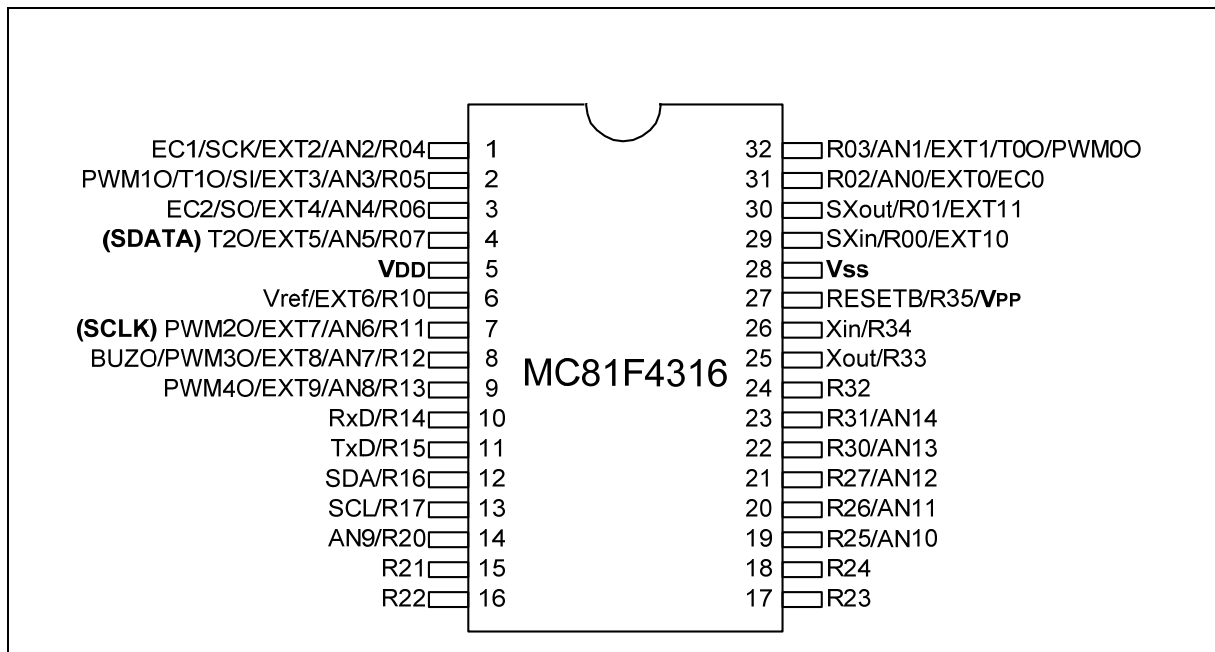 EC1/SCK/EXT2/AN2/R04 1 32 R03/AN1/EXT1/T0O/PWM0O
PWM1O/T1O/SI/EXT3/AN3/R05 2 31 R02/AN0/EXT0/EC0
EC2/SO/EXT4/AN4/R06 3 30 SXout/R01/EXT11
(SDATA) T2O/EXT5/AN5/R07 4 29 SXin/R00/EXT10
VDD 5 28 Vss
Vref/EXT6/R10 6 27 RESETB/R35/VPP
(SCLK) PWM2O/EXT7/AN6/R11 7 26 Xin/R34
BUZO/PWM3O/EXT8/AN7/R12 8 25 Xout/R33
MC81F4316
PWM4O/EXT9/AN8/R13 9 24 R32
RxD/R14 10 23 R31/AN14
TxD/R15 11 22 R30/AN13
SDA/R16 12 21 R27/AN12
SCL/R17 13 20 R26/AN11
AN9/R20 14 19 R25/AN10
R21 15 18 R24
R22 16 17 R23